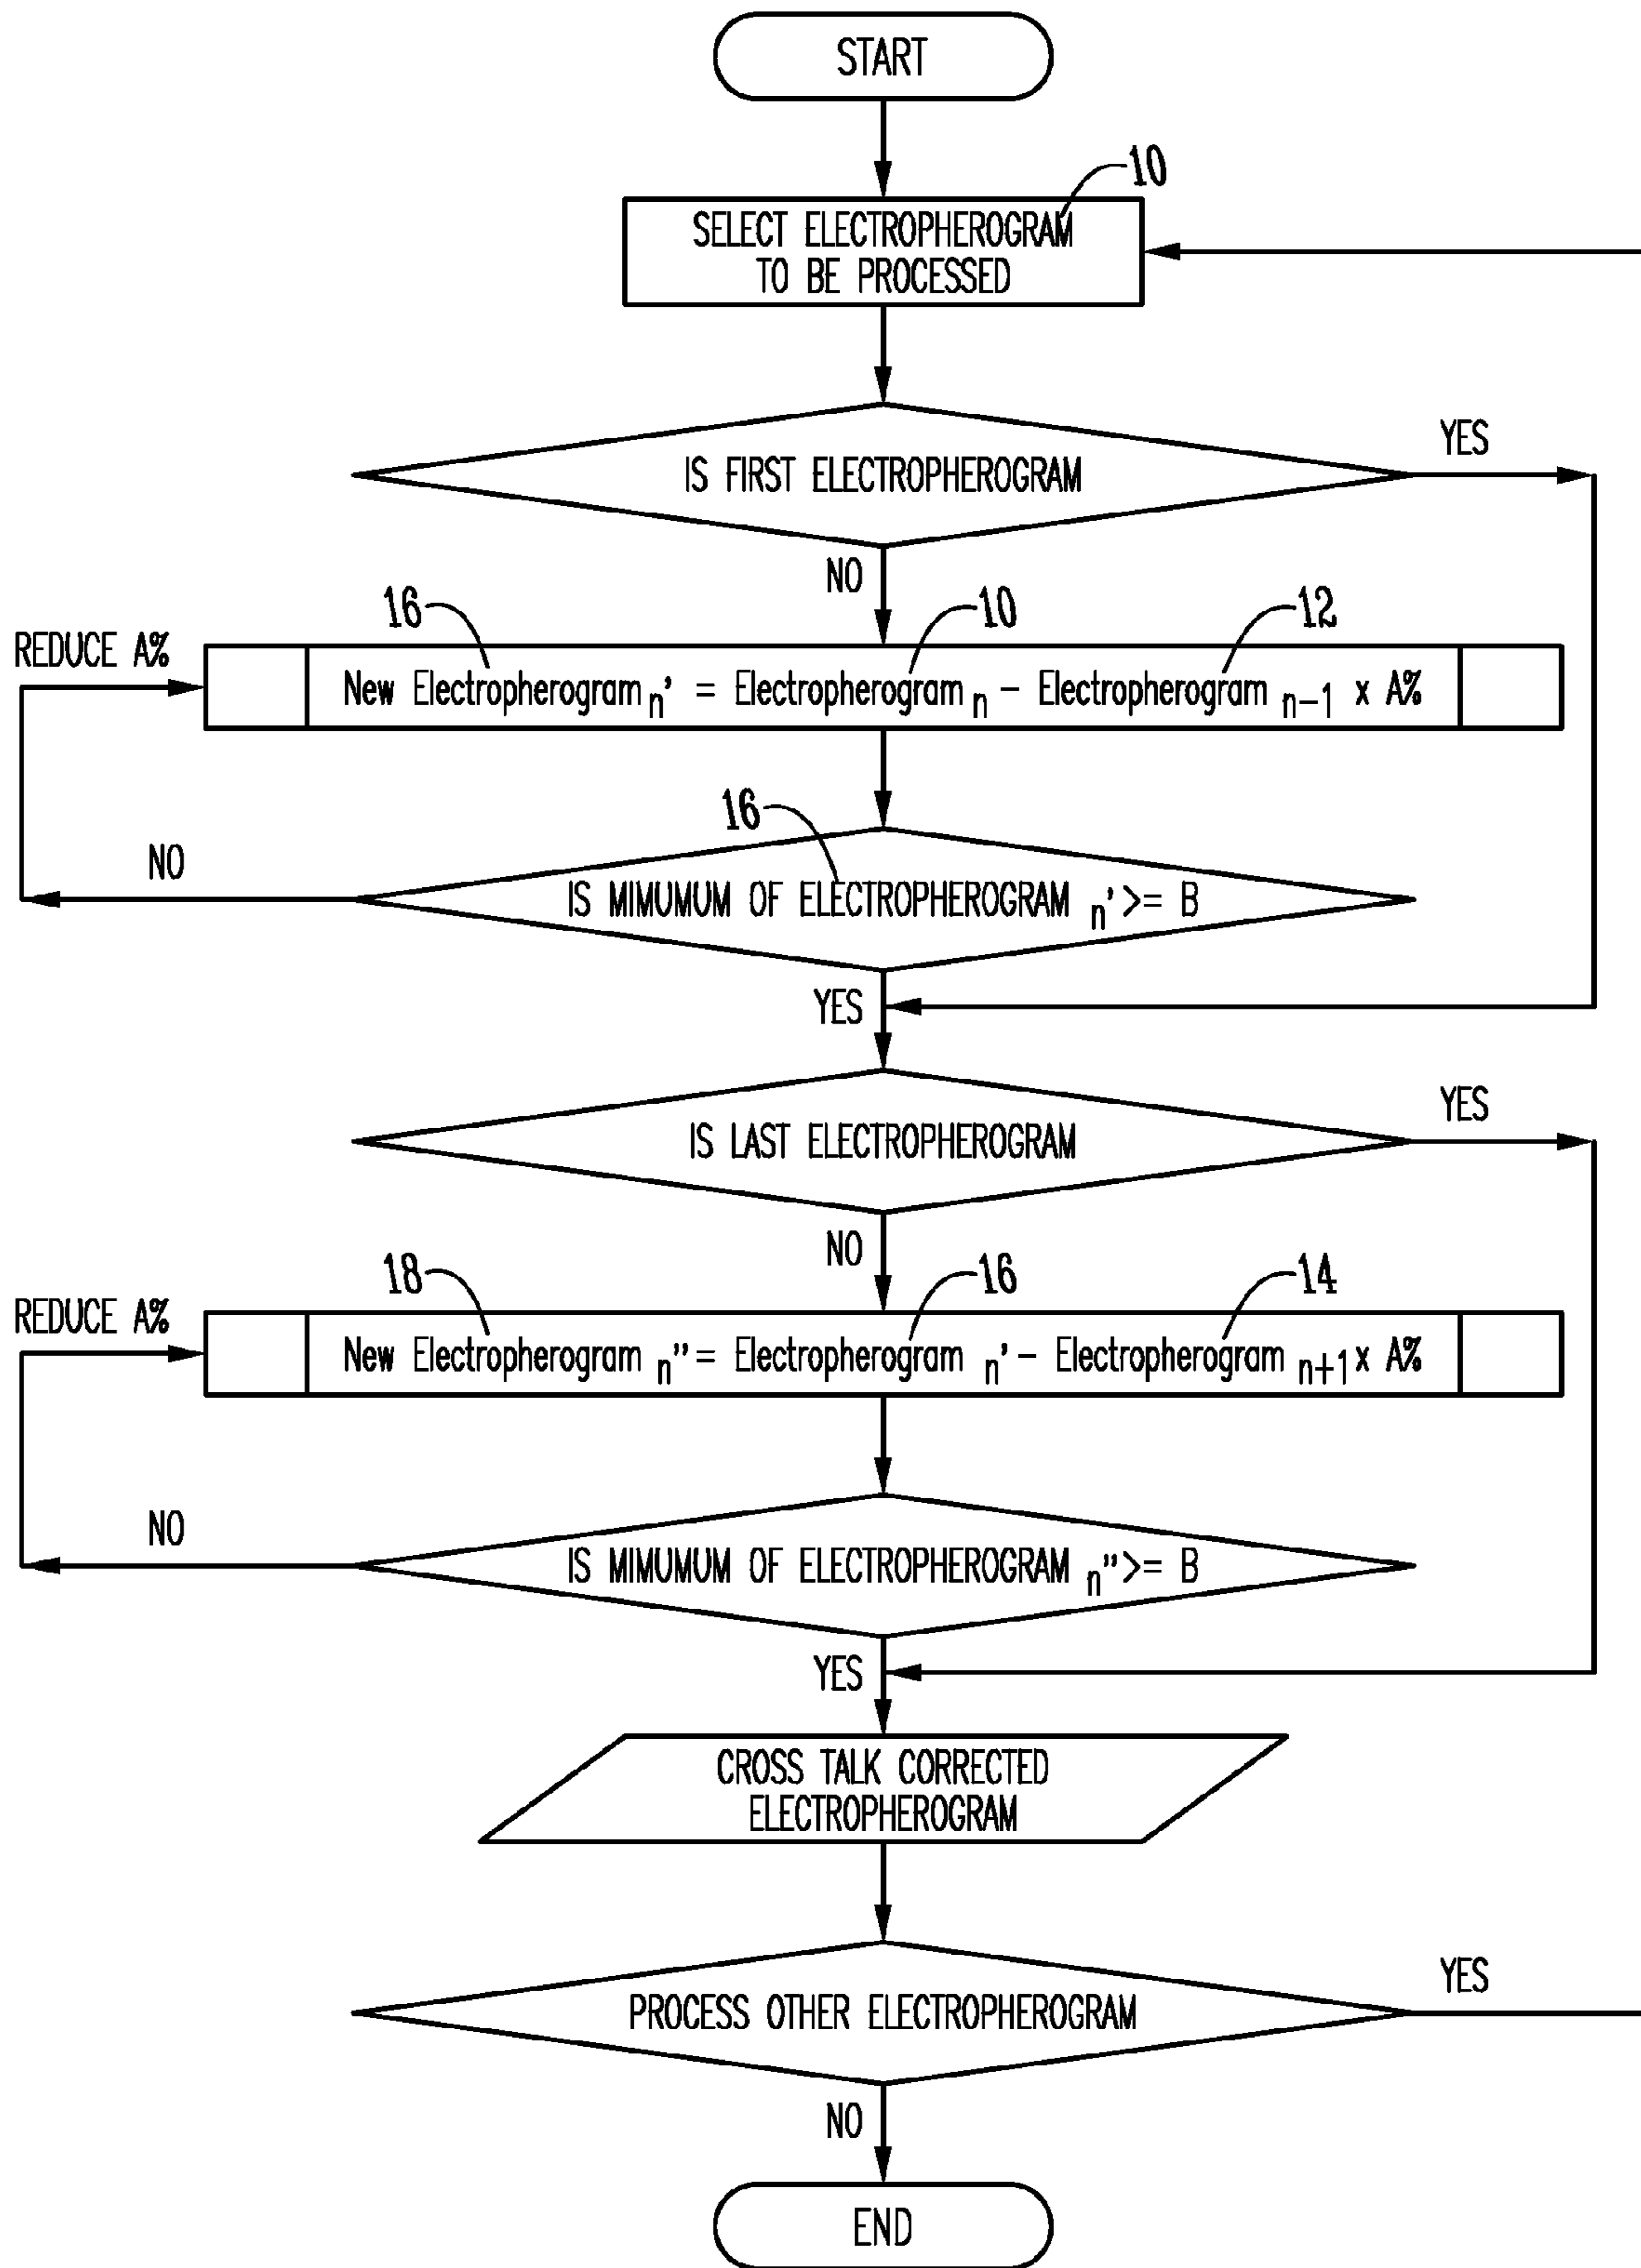 START
10
SELECT ELECTROPHEROGRAM
TO BE PROCESSED
IS FIRST ELECTROPHEROGRAM
YES
NO
16
10
12
REDUCE A%
New Electropherogram n' = Electropherogram n – Electropherogram n–1 x A%
16
NO
IS MIMUMUM OF ELECTROPHEROGRAM n' >= B
YES
IS LAST ELECTROPHEROGRAM
YES
NO
18
16
14
REDUCE A%
New Electropherogram n" = Electropherogram n' – Electropherogram n+1 x A%
NO
IS MIMUMUM OF ELECTROPHEROGRAM n" >= B
YES
CROSS TALK CORRECTED
ELECTROPHEROGRAM
PROCESS OTHER ELECTROPHEROGRAM
YES
NO
END